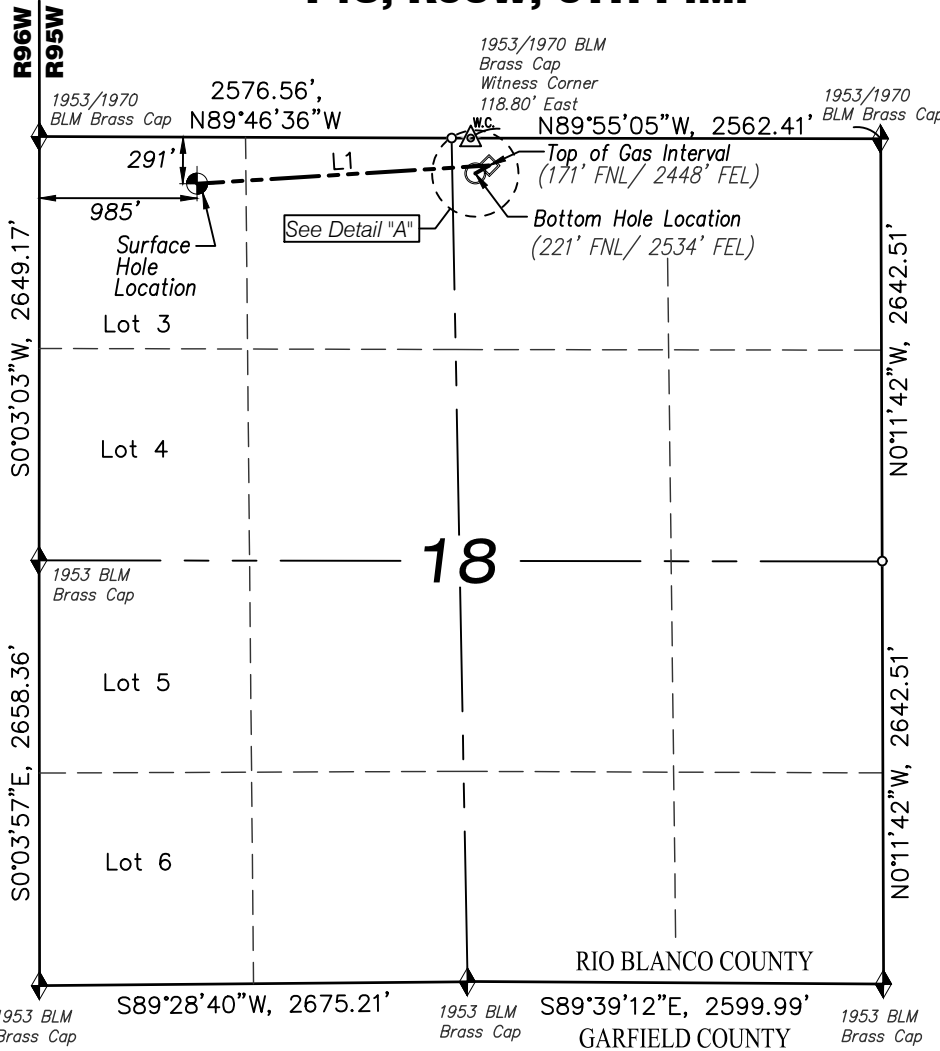 R96W
R95W
1953/1970 BLM
Brass Cap
Witness Corner
118.80' East
1953/1970
BLM Brass Cap
2576.56',
N89°46'36"W
W.C.
N89°55'05"W, 2562.41'
1953/1970
BLM Brass Cap
291'
L1
Top of Gas Interval
(171' FNL/ 2448' FEL)
985'
See Detail "A"
Bottom Hole Location
(221' FNL/ 2534' FEL)
Surface
Hole
Location
S0°03'03"W, 2649.17'
N0°11'42"W, 2642.51'
Lot 3
Lot 4
18
1953 BLM
Brass Cap
Lot 5
S0°03'57"E, 2658.36'
N0°11'42"W, 2642.51'
Lot 6
RIO BLANCO COUNTY
S89°28'40"W, 2675.21'
S89°39'12"E, 2599.99'
1953 BLM
Brass Cap
1953 BLM
Brass Cap
GARFIELD COUNTY
1953 BLM
Brass Cap